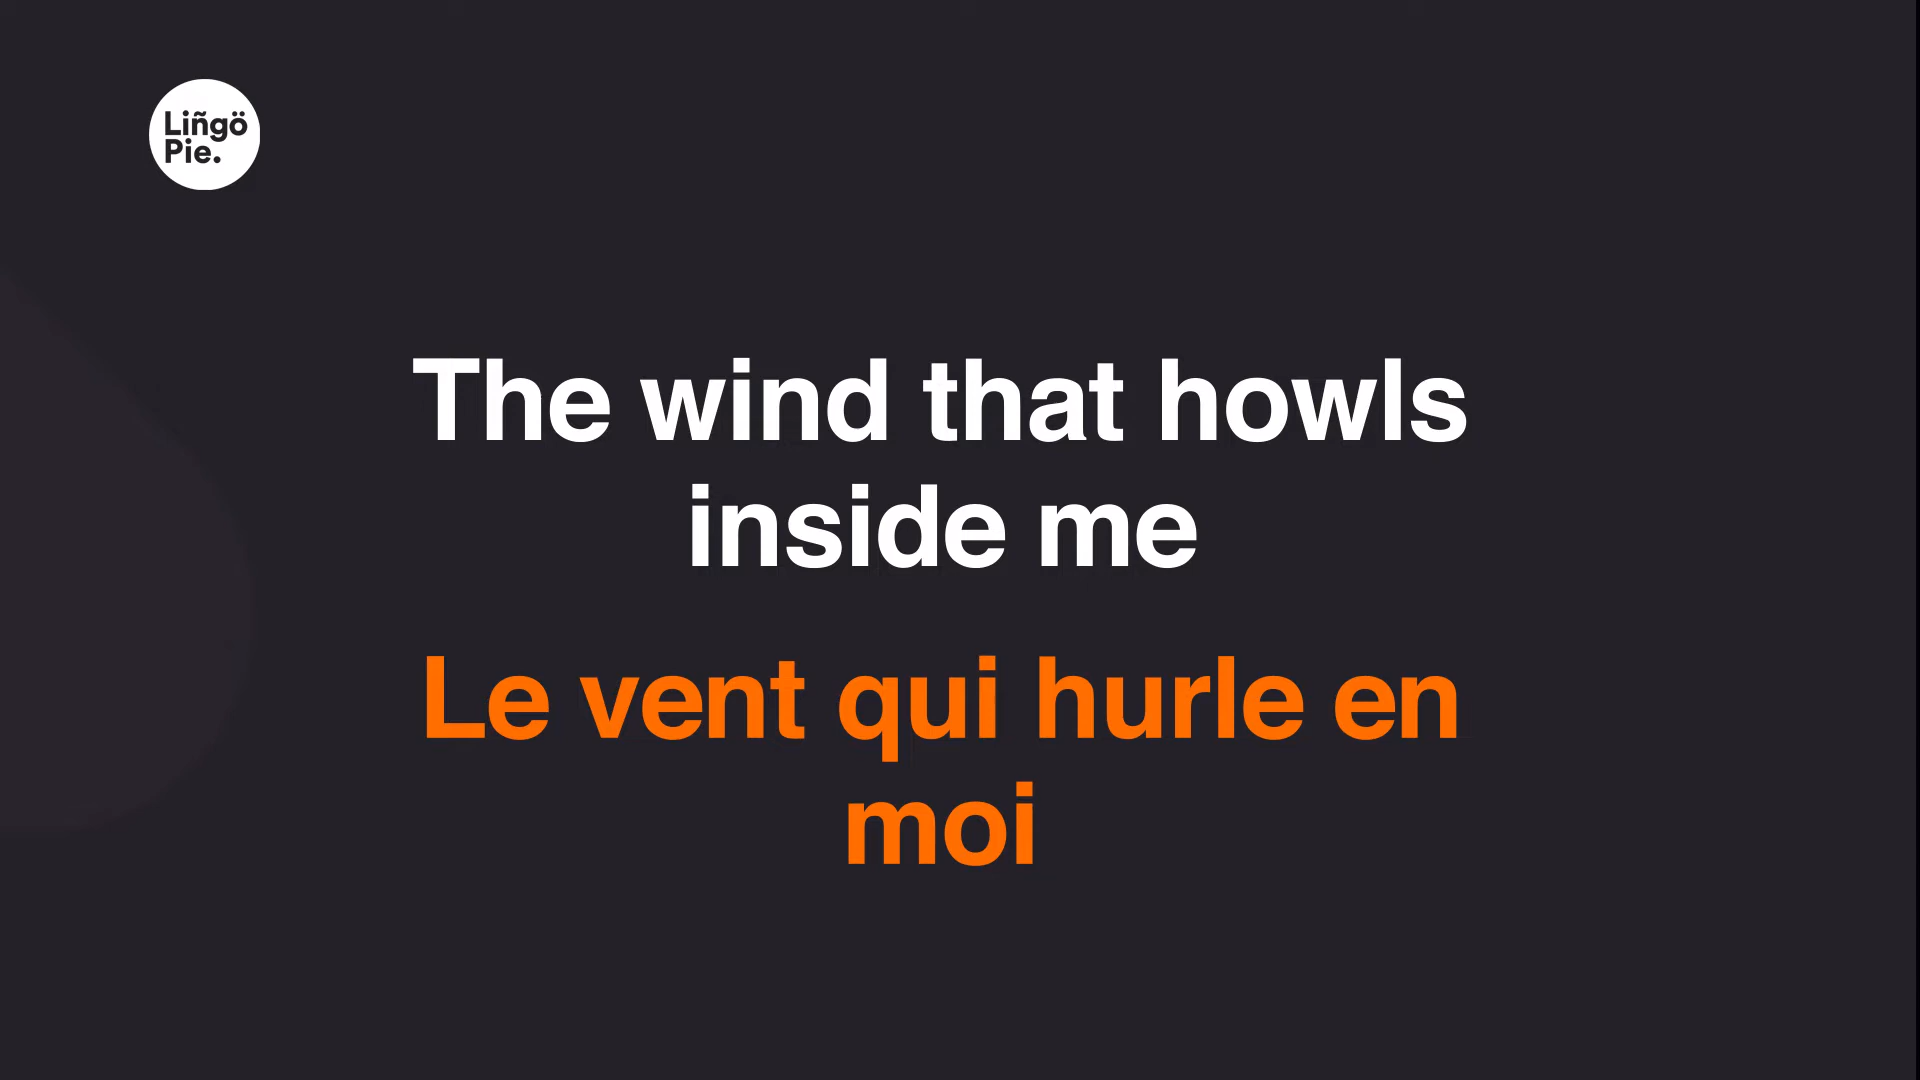 Liñgö
Pie.
The wind that howls
inside me
Le vent qui hurle en
moi